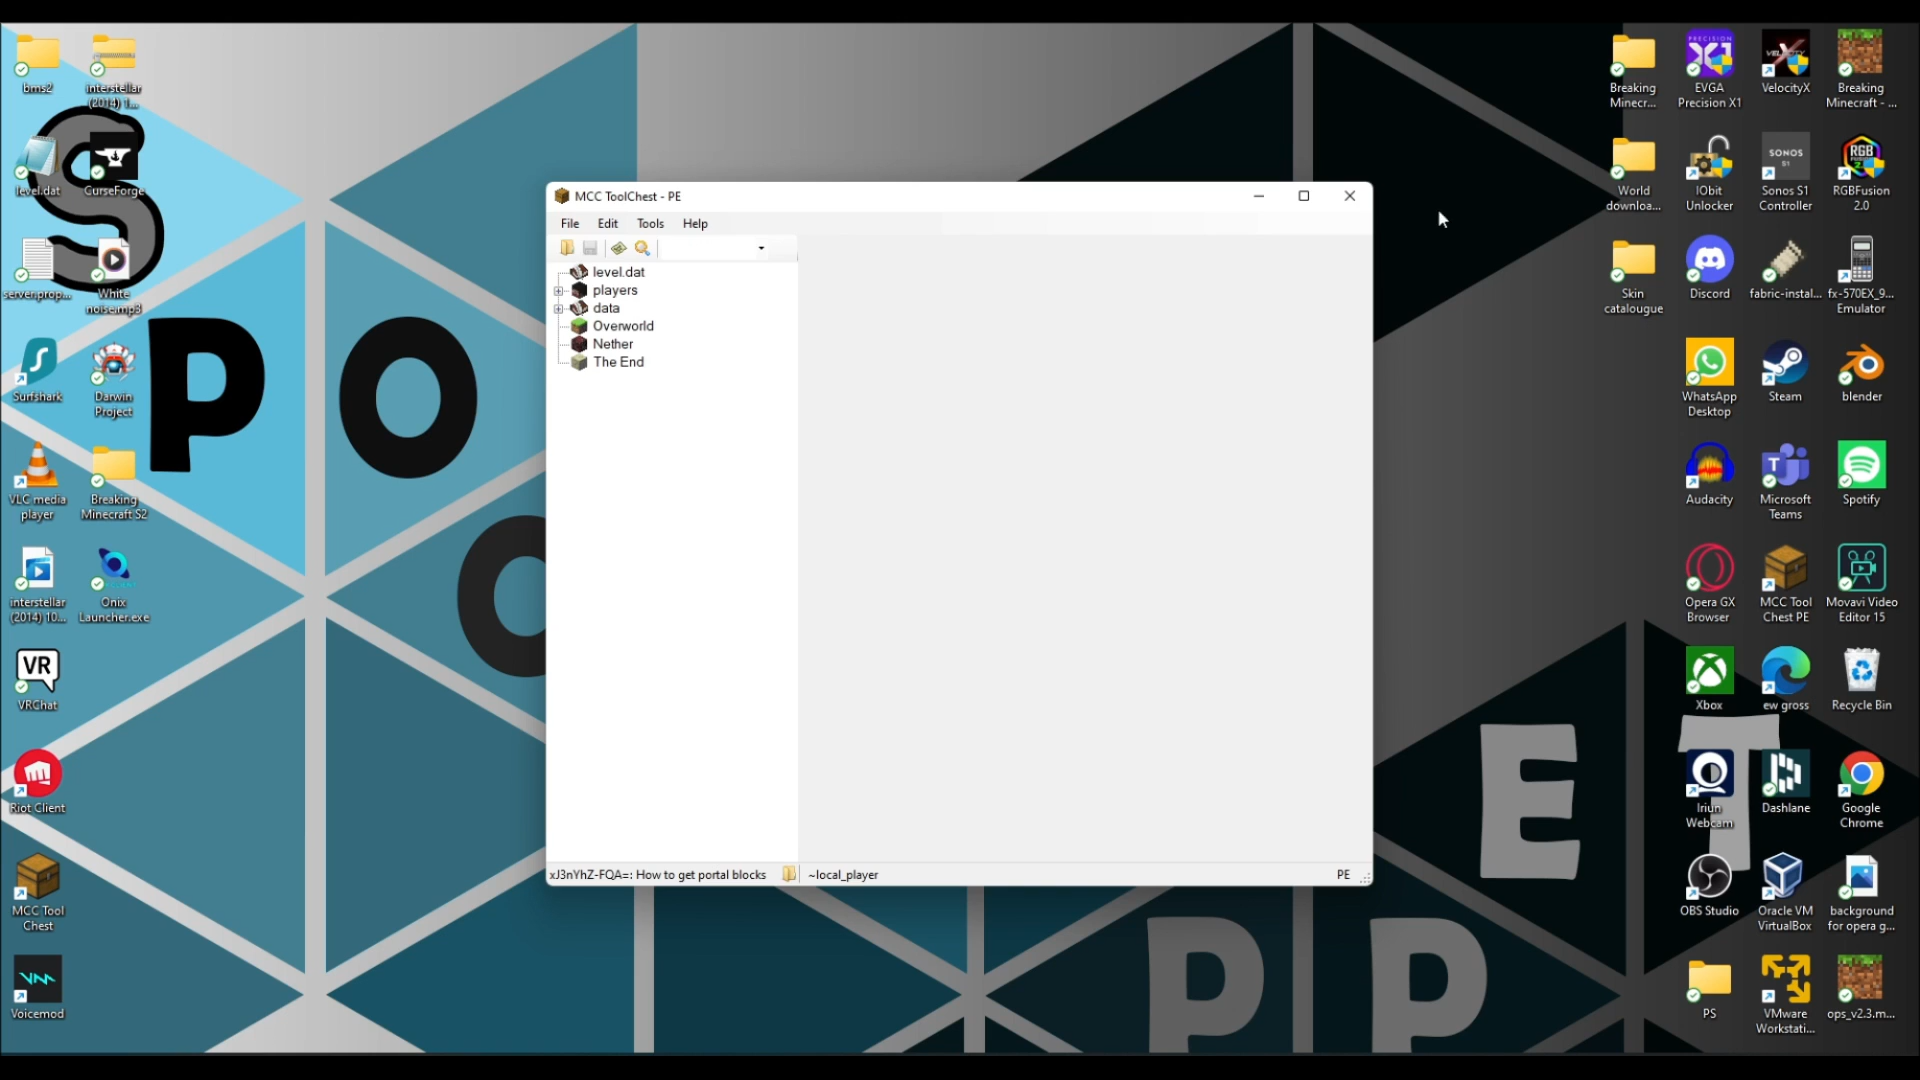 bms2
interstellar
(2014) 1...
level.dat
CurseForge
server.prop...
White
noise.mp3
Surfshark
Darwin
Project
VLC media
player
Breaking
Minecraft S2
interstellar
(2014) 10...
Onix
Launcher.exe
VR
VRChat
Riot Client
MCC Tool
Chest
Voicemod
S
P
O
O
P
P
E
T
MCC ToolChest - PE
File
Edit
Tools
Help
level.dat
players
data
Overworld
Nether
The End
xJ3nYhZ-FQA=: How to get portal blocks
~local_player
PE
Breaking
Minecr...
PRECISION
X1
EVGA
Precision X1
VelocityX
Breaking
Minecraft - ...
World
downloa...
IObit
Unlocker
SONOS
S1
Sonos S1
Controller
RGB
RGBFusion
2.0
Skin
catalougue
Discord
fabric-instal...
fx-570EX_9...
Emulator
WhatsApp
Desktop
Steam
blender
Audacity
Microsoft
Teams
Spotify
Opera GX
Browser
MCC Tool
Chest PE
Movavi Video
Editor 15
Xbox
ew gross
Recycle Bin
Iriun
Webcam
Dashlane
Google
Chrome
OBS Studio
Oracle VM
VirtualBox
background
for opera g...
PS
VMware
Workstati...
ops_v2.3.m...